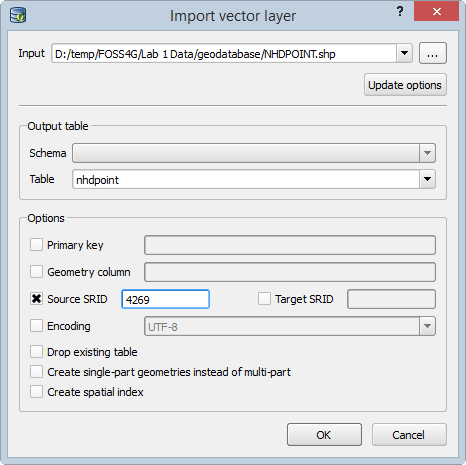 Import vector layer
?
Input D:/temp/FOSS4G/Lab 1 Data/geodatabase/NHDPOINT.shp ...
Update options
Output table
Schema
Table nhdpoint
Options
Primary key
Geometry column
Source SRID 4269 Target SRID
Encoding UTF-8
Drop existing table
Create single-part geometries instead of multi-part
Create spatial index
OK Cancel